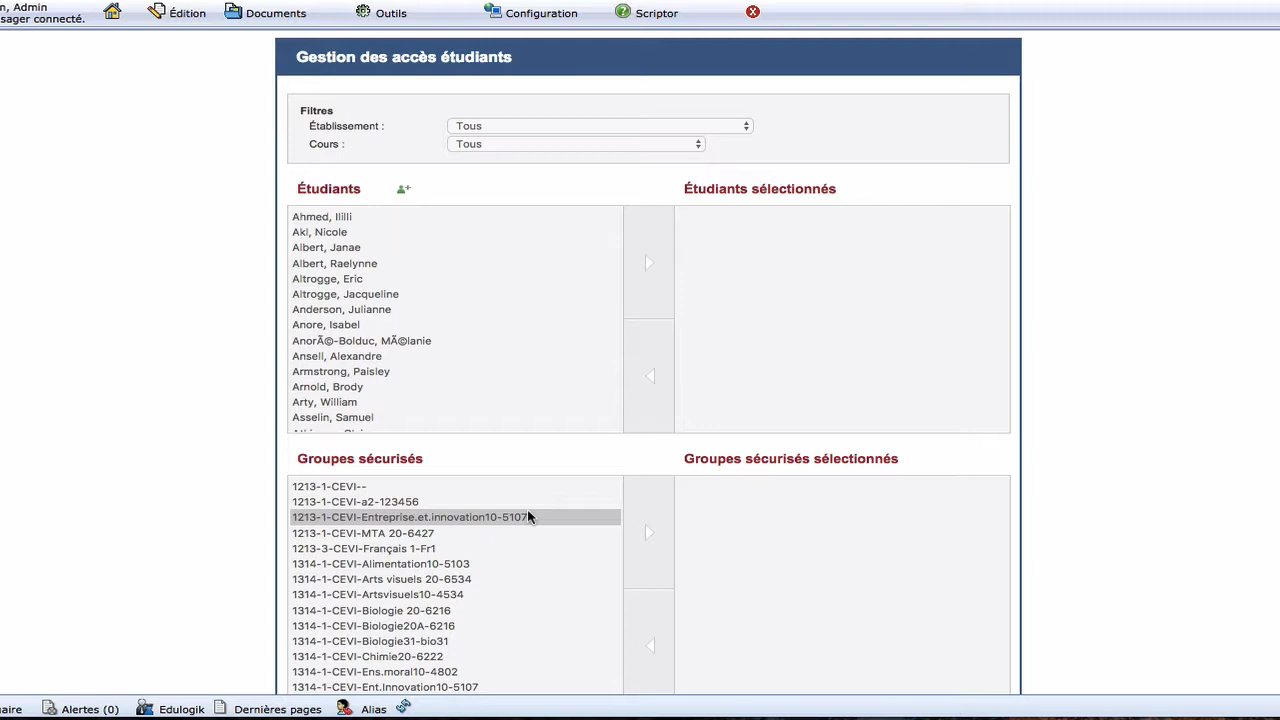 n, Admin
sager connecté.
Édition
Documents
Outils
Configuration
Scriptor
Gestion des accès étudiants
Filtres
Établissement :
Tous
Cours :
Tous
Étudiants
Étudiants sélectionnés
Ahmed, Ililli
Akl, Nicole
Albert, Janae
Albert, Raelynne
Altrogge, Eric
Altrogge, Jacqueline
Anderson, Julianne
Anore, Isabel
AnorÃ©-Bolduc, MÃ©lanie
Ansell, Alexandre
Armstrong, Paisley
Arnold, Brody
Arty, William
Asselin, Samuel
Groupes sécurisés
Groupes sécurisés sélectionnés
1213-1-CEVI--
1213-1-CEVI-a2-123456
1213-1-CEVI-Entreprise.et.innovation10-5107
1213-1-CEVI-MTA 20-6427
1213-3-CEVI-Français 1-Fr1
1314-1-CEVI-Alimentation10-5103
1314-1-CEVI-Arts visuels 20-6534
1314-1-CEVI-Artsvisuels10-4534
1314-1-CEVI-Biologie 20-6216
1314-1-CEVI-Biologie20A-6216
1314-1-CEVI-Biologie31-bio31
1314-1-CEVI-Chimie20-6222
1314-1-CEVI-Ens.moral10-4802
1314-1-CEVI-Ent.Innovation10-5107
naire
Alertes (0)
Edulogik
Dernières pages
Alias